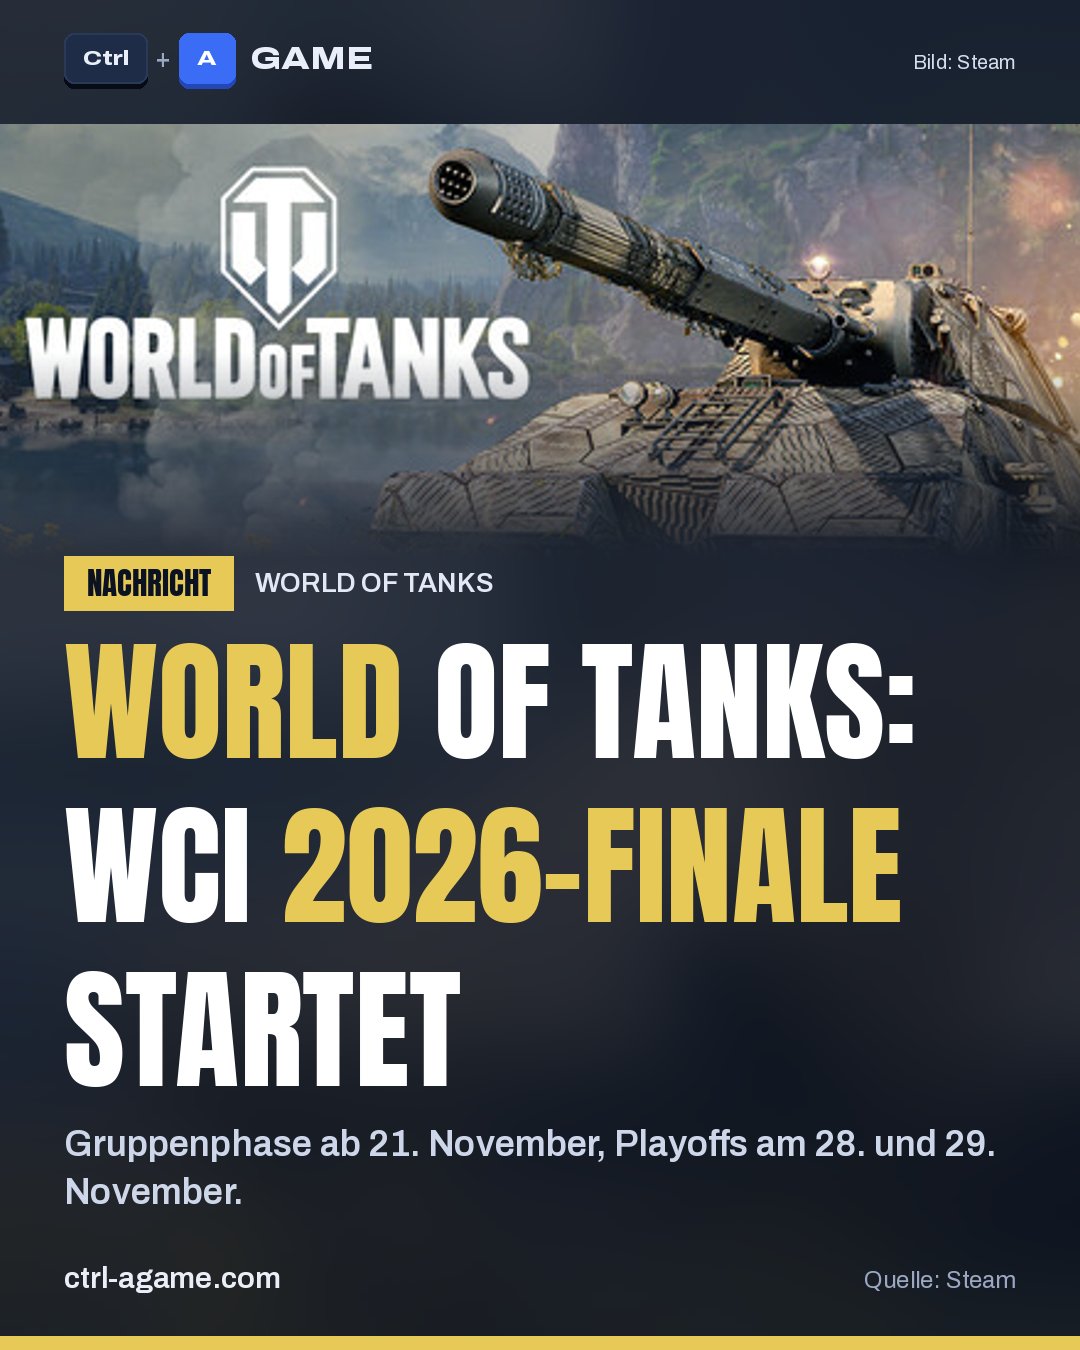 Ctrl + A GAME
Bild: Steam
WORLD OF TANKS
NACHRICHT
WORLD OF TANKS
WORLD OF TANKS:
WCI 2026-FINALE
STARTET
Gruppenphase ab 21. November, Playoffs am 28. und 29.
November.
ctrl-agame.com
Quelle: Steam